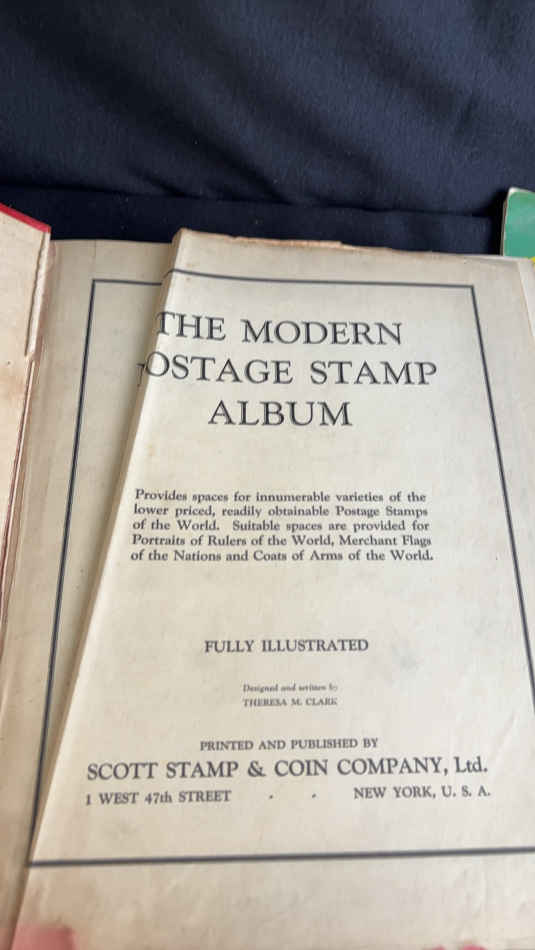 THE MODERN
POSTAGE STAMP
ALBUM
Provides spaces for innumerable varieties of the
lower priced, readily obtainable Postage Stamps
of the World. Suitable spaces are provided for
Portraits of Rulers of the World, Merchant Flags
of the Nations and Coats of Arms of the World.
FULLY ILLUSTRATED
Designed and written by
THERESA M. CLARK
PRINTED AND PUBLISHED BY
SCOTT STAMP & COIN COMPANY, Ltd.
1 WEST 47th STREET - - NEW YORK, U. S. A.